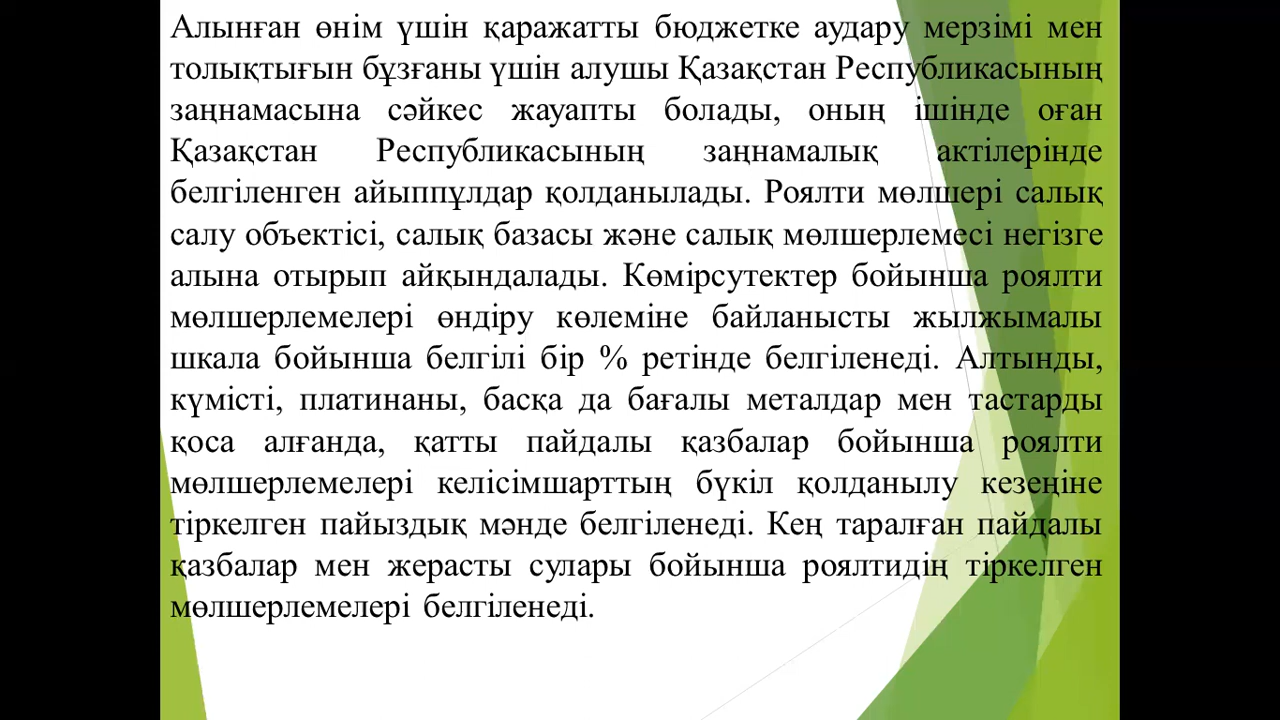 Алынған өнім үшін қаражатты бюджетке аудару мерзімі мен
толықтығын бұзғаны үшін алушы Қазақстан Республикасының
заңнамасына сәйкес жауапты болады, оның ішінде оған
Қазақстан Республикасының заңнамалық актілерінде
белгіленген айыппұлдар қолданылады. Роялти мөлшері салық
салу объектісі, салық базасы және салық мөлшерлемесі негізге
алына отырып айқындалады. Көмірсутектер бойынша роялти
мөлшерлемелері өндіру көлеміне байланысты жылжымалы
шкала бойынша белгілі бір % ретінде белгіленеді. Алтынды,
күмісті, платинаны, басқа да бағалы металдар мен тастарды
қоса алғанда, қатты пайдалы қазбалар бойынша роялти
мөлшерлемелері келісімшарттың бүкіл қолданылу кезеңіне
тіркелген пайыздық мәнде белгіленеді. Кең таралған пайдалы
қазбалар мен жерасты сулары бойынша роялтидің тіркелген
мөлшерлемелері белгіленеді.